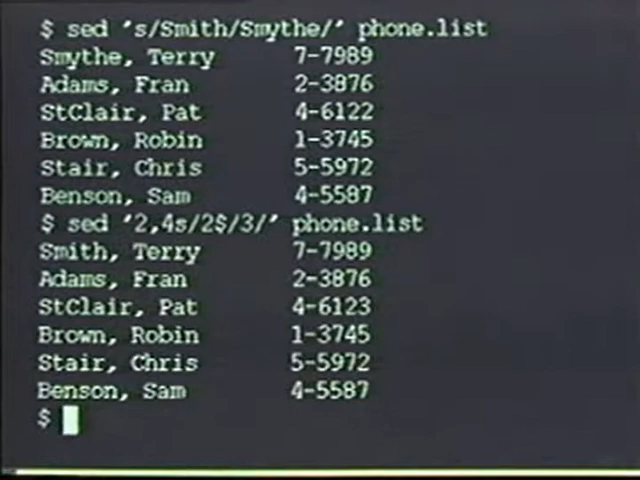 $ sed 's/Smith/Smythe/' phone.list
Smythe, Terry 7-7989
Adams, Fran 2-3876
StClair, Pat 4-6122
Brown, Robin 1-3745
Stair, Chris 5-5972
Benson, Sam 4-5587
$ sed '2,4s/2$/3/' phone.list
Smith, Terry 7-7989
Adams, Fran 2-3876
StClair, Pat 4-6123
Brown, Robin 1-3745
Stair, Chris 5-5972
Benson, Sam 4-5587
$